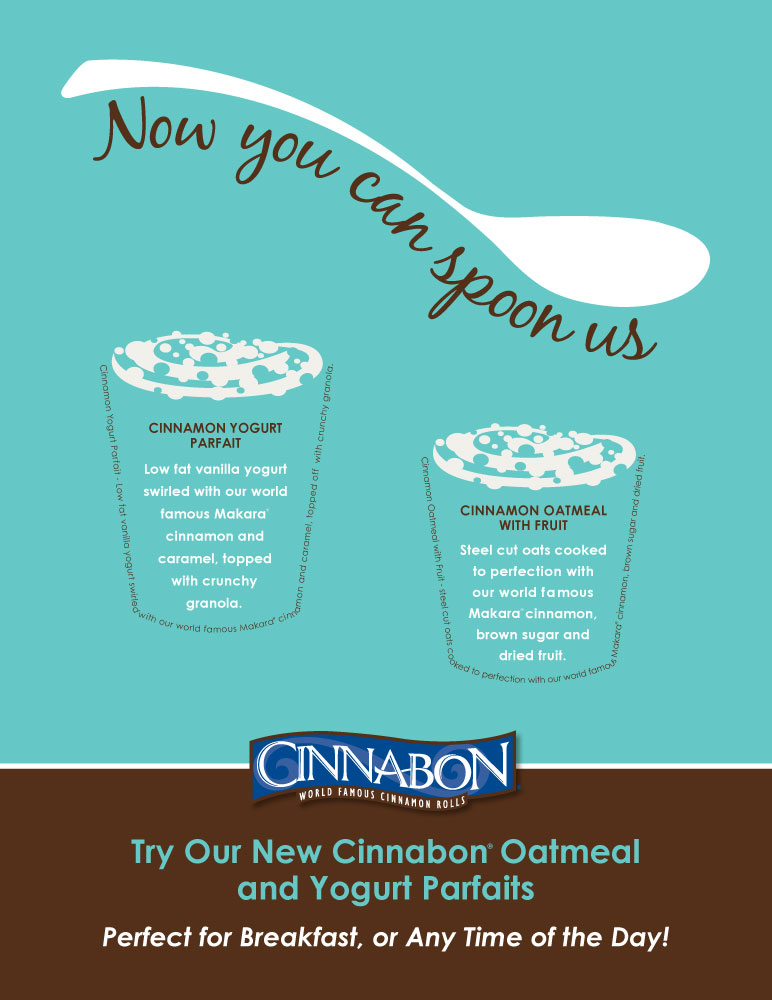 Now you can spoon us
Cinnamon Yogurt Parfait - Low fat vanilla yogurt swirled with our world famous Makara® cinnamon and caramel, topped off with crunchy granola.
CINNAMON YOGURT
PARFAIT
Low fat vanilla yogurt
swirled with our world
famous Makara®
cinnamon and
caramel, topped
with crunchy
granola.
Cinnamon Oatmeal with Fruit - steel cut oats cooked to perfection with our world famous Makara® cinnamon, brown sugar and dried fruit.
CINNAMON OATMEAL
WITH FRUIT
Steel cut oats cooked
to perfection with
our world famous
Makara® cinnamon,
brown sugar and
dried fruit.
CINNABON
WORLD FAMOUS CINNAMON ROLLS
Try Our New Cinnabon® Oatmeal
and Yogurt Parfaits
Perfect for Breakfast, or Any Time of the Day!